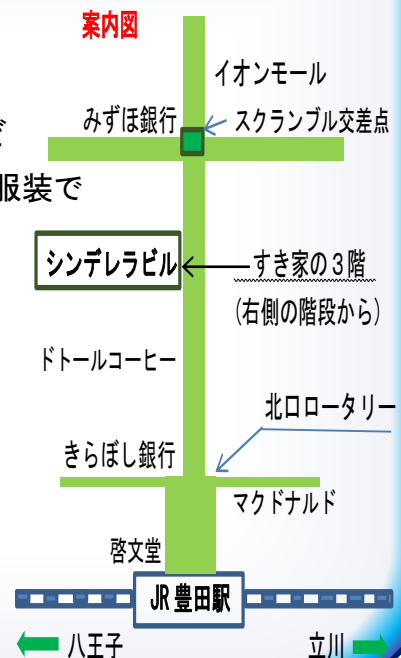 案内図
イオンモール
みずほ銀行
スクランブル交差点
服装で
シンデレラビル
すき家の３階
(右側の階段から)
ドトールコーヒー
北口ロータリー
きらぼし銀行
マクドナルド
啓文堂
JR 豊田駅
八王子
立川